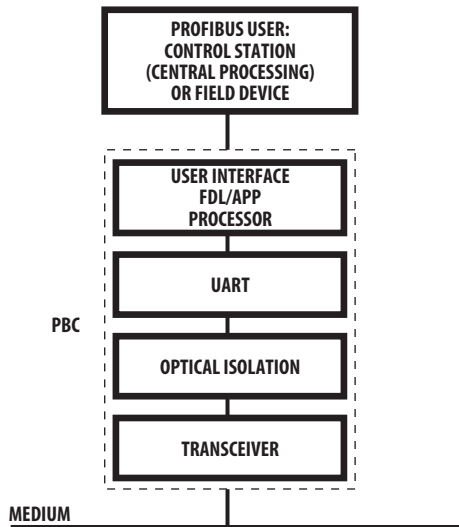 PROFIBUS USER:
CONTROL STATION
(CENTRAL PROCESSING)
OR FIELD DEVICE
USER INTERFACE
FDL/APP
PROCESSOR
UART
PBC
OPTICAL ISOLATION
TRANSCEIVER
MEDIUM